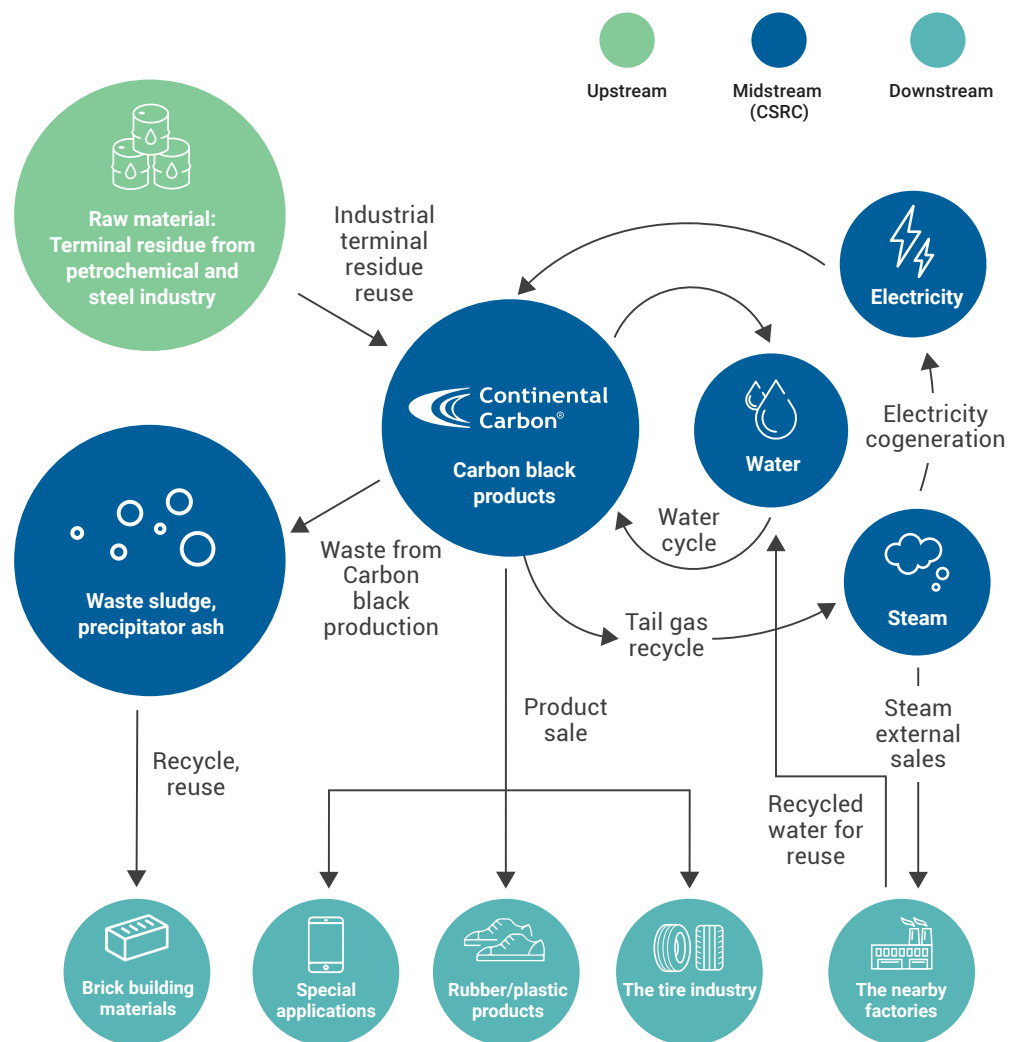 Upstream
Midstream
(CSRC)
Downstream
Raw material:
Terminal residue from
petrochemical and
steel industry
Industrial
terminal
residue
reuse
Electricity
Continental
Carbon®
Carbon black
products
Water
Electricity
cogeneration
Water
cycle
Waste sludge,
precipitator ash
Waste from
Carbon
black
production
Tail gas
recycle
Steam
Product
sale
Steam
external
sales
Recycle,
reuse
Recycled
water for
reuse
Brick building
materials
Special
applications
Rubber/plastic
products
The tire industry
The nearby
factories